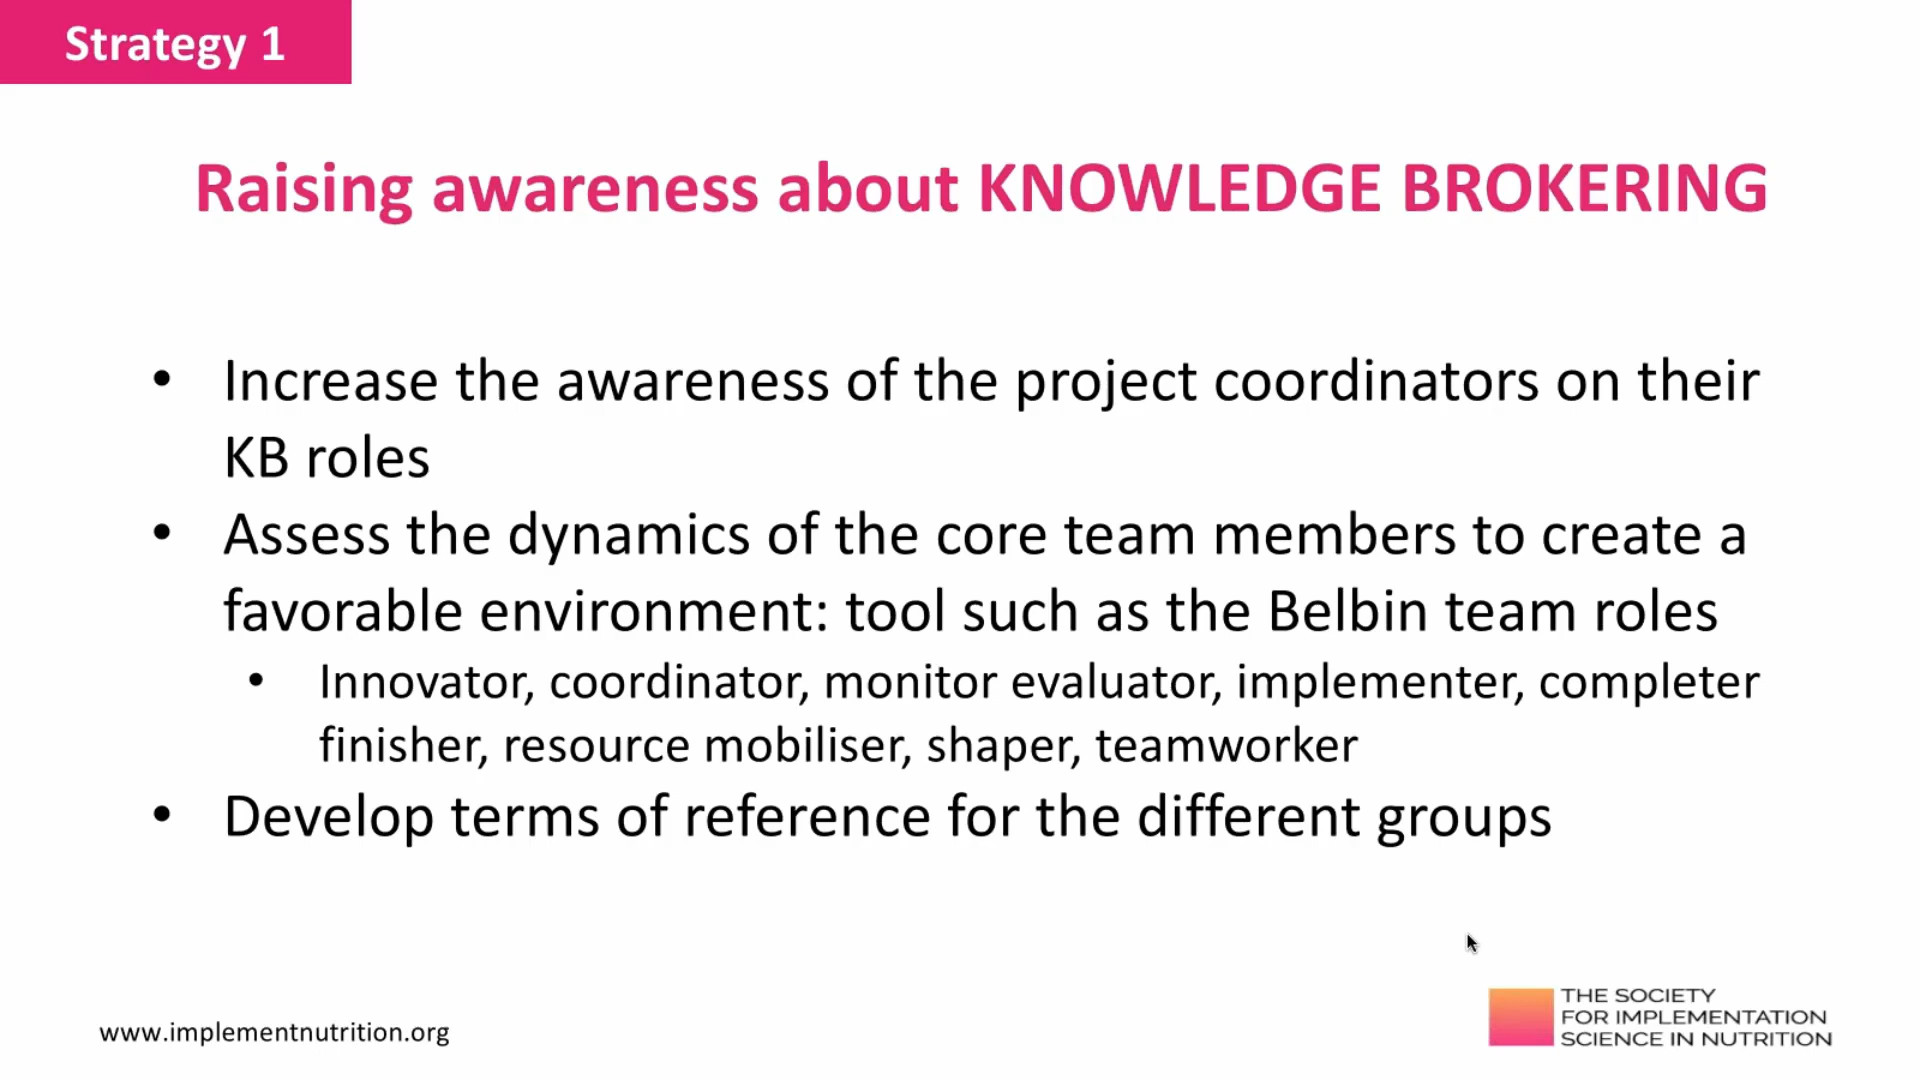 Strategy 1
Raising awareness about KNOWLEDGE BROKERING
• Increase the awareness of the project coordinators on their
KB roles
• Assess the dynamics of the core team members to create a
favorable environment: tool such as the Belbin team roles
• Innovator, coordinator, monitor evaluator, implementer, completer
finisher, resource mobiliser, shaper, teamworker
• Develop terms of reference for the different groups
www.implementnutrition.org
THE SOCIETY
FOR IMPLEMENTATION
SCIENCE IN NUTRITION